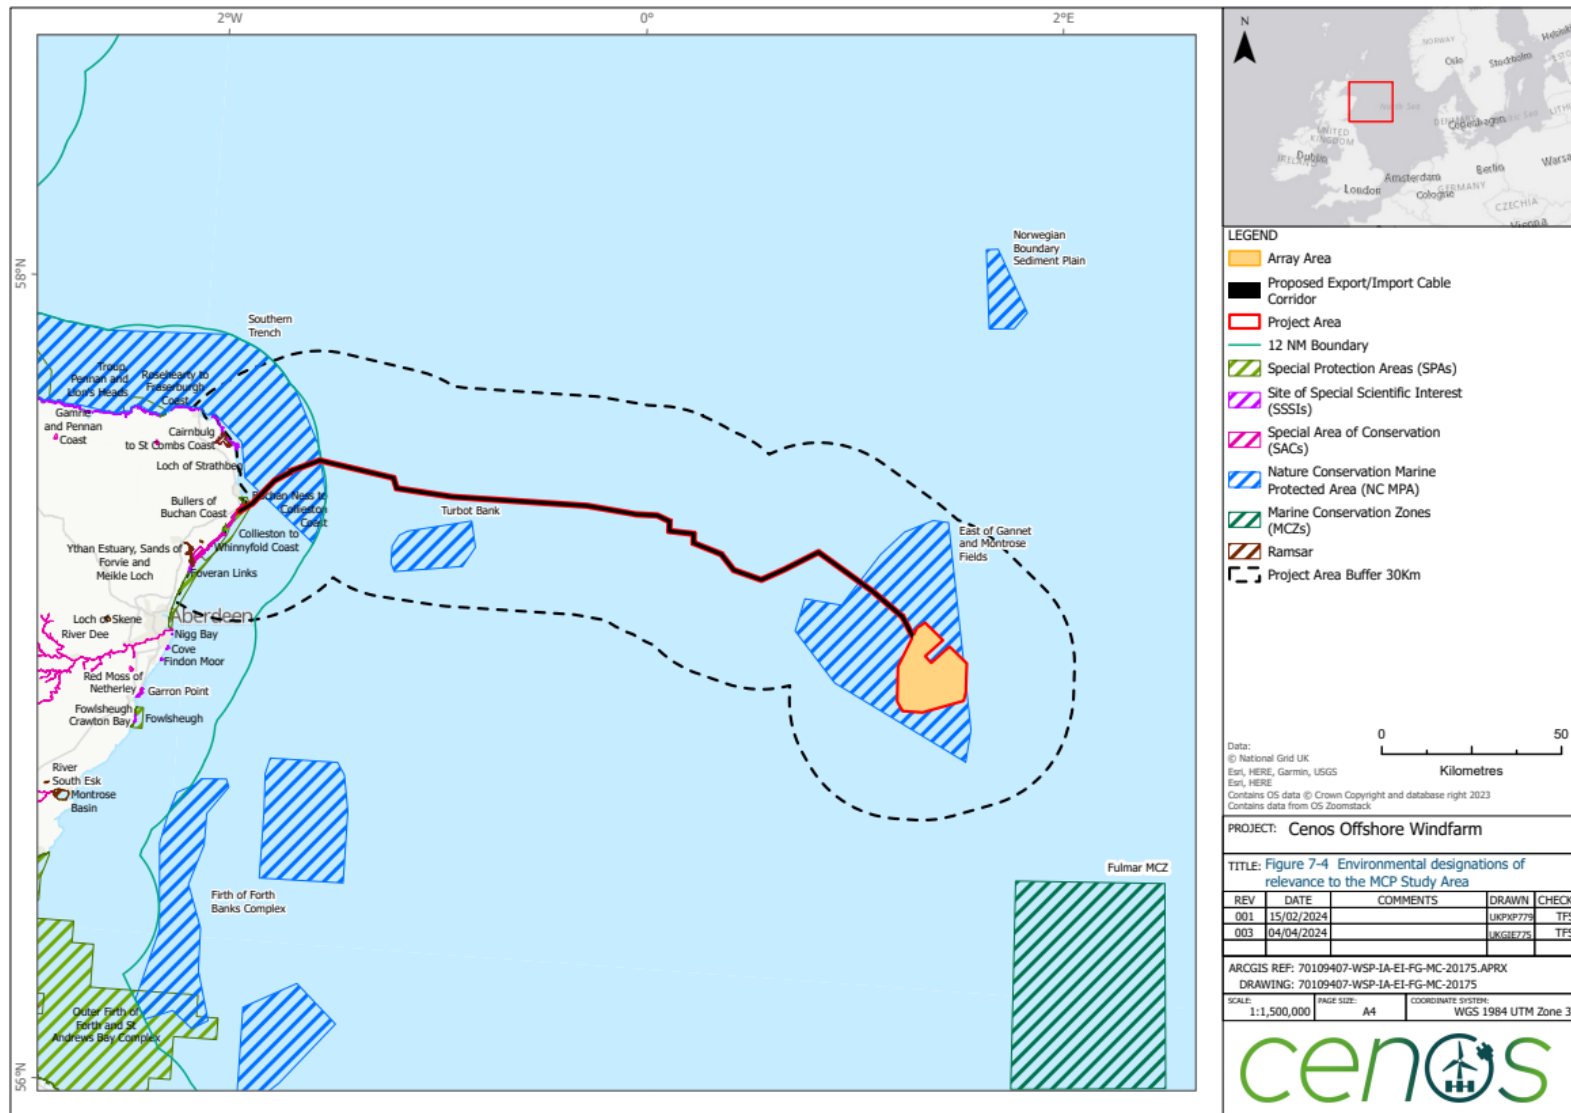 2°W
0°
2°E
58°N
56°N
Norwegian
Boundary
Sediment Plain
Southern
Trench
Troup,
Pennan and
Lion's Heads
Rosehearty to
Fraserburgh
Coast
Gamrie
and Pennan
Coast
Cairnbulg
to St Combs Coast
Loch of Strathbeg
Bullers of
Buchan Coast
Buchan Ness to
Collieston
Coast
Collieston to
Whinnyfold Coast
Ythan Estuary, Sands of
Forvie and
Meikle Loch
Foveran Links
Turbot Bank
East of Gannet
and Montrose
Fields
Aberdeen
Loch of Skene
River Dee
Nigg Bay
Cove
Findon Moor
Red Moss of
Netherley
Garron Point
Fowlsheugh
Crawton Bay
Fowlsheugh
River
South Esk
Montrose
Basin
Firth of Forth
Banks Complex
Fulmar MCZ
Outer Firth of
Forth and St
Andrews Bay Complex
N
NORWAY
Oslo
Stockholm
Helsinki
ESTO
North Sea
LITH
DENMARK
Copenhagen
UNITED
KINGDOM
IRELAND
Dublin
Amsterdam
Berlin
Warsa
London
Cologne
GERMANY
CZECHIA
Vienna
LEGEND
Array Area
Proposed Export/Import Cable
Corridor
Project Area
12 NM Boundary
Special Protection Areas (SPAs)
Site of Special Scientific Interest
(SSSIs)
Special Area of Conservation
(SACs)
Nature Conservation Marine
Protected Area (NC MPA)
Marine Conservation Zones
(MCZs)
Ramsar
Project Area Buffer 30Km
0 50
Kilometres
Data:
© National Grid UK
Esri, HERE, Garmin, USGS
Esri, HERE
Contains OS data © Crown Copyright and database right 2023
Contains data from OS Zoomstack
PROJECT: Cenos Offshore Windfarm
TITLE: Figure 7-4 Environmental designations of
relevance to the MCP Study Area
REV DATE COMMENTS DRAWN CHECK
001 15/02/2024 UKPXP779 TFS
003 04/04/2024 UKGIE775 TFS
ARCGIS REF: 70109407-WSP-IA-EI-FG-MC-20175.APRX
DRAWING: 70109407-WSP-IA-EI-FG-MC-20175
SCALE: PAGE SIZE: COORDINATE SYSTEM:
1:1,500,000 A4 WGS 1984 UTM Zone 3
cenos